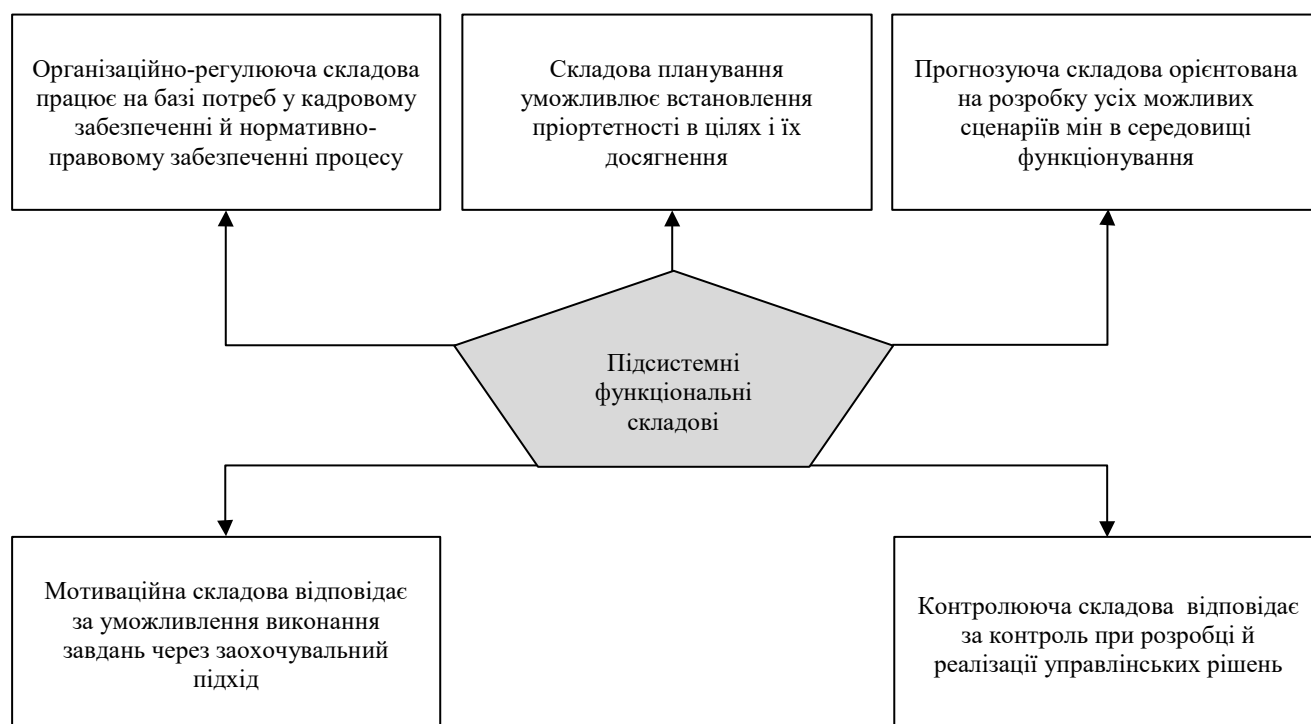 Організаційно-регулююча складова
працює на базі потреб у кадровому
забезпеченні й нормативно-
правовому забезпеченні процесу
Складова планування
уможливлює встановлення
пріортетності в цілях і їх
досягнення
Прогнозуюча складова орієнтована
на розробку усіх можливих
сценаріїв мін в середовищі
функціонування
Підсистемні
функціональні
складові
Мотиваційна складова відповідає
за уможливлення виконання
завдань через заохочувальний
підхід
Контролююча складова відповідає
за контроль при розробці й
реалізації управлінських рішень